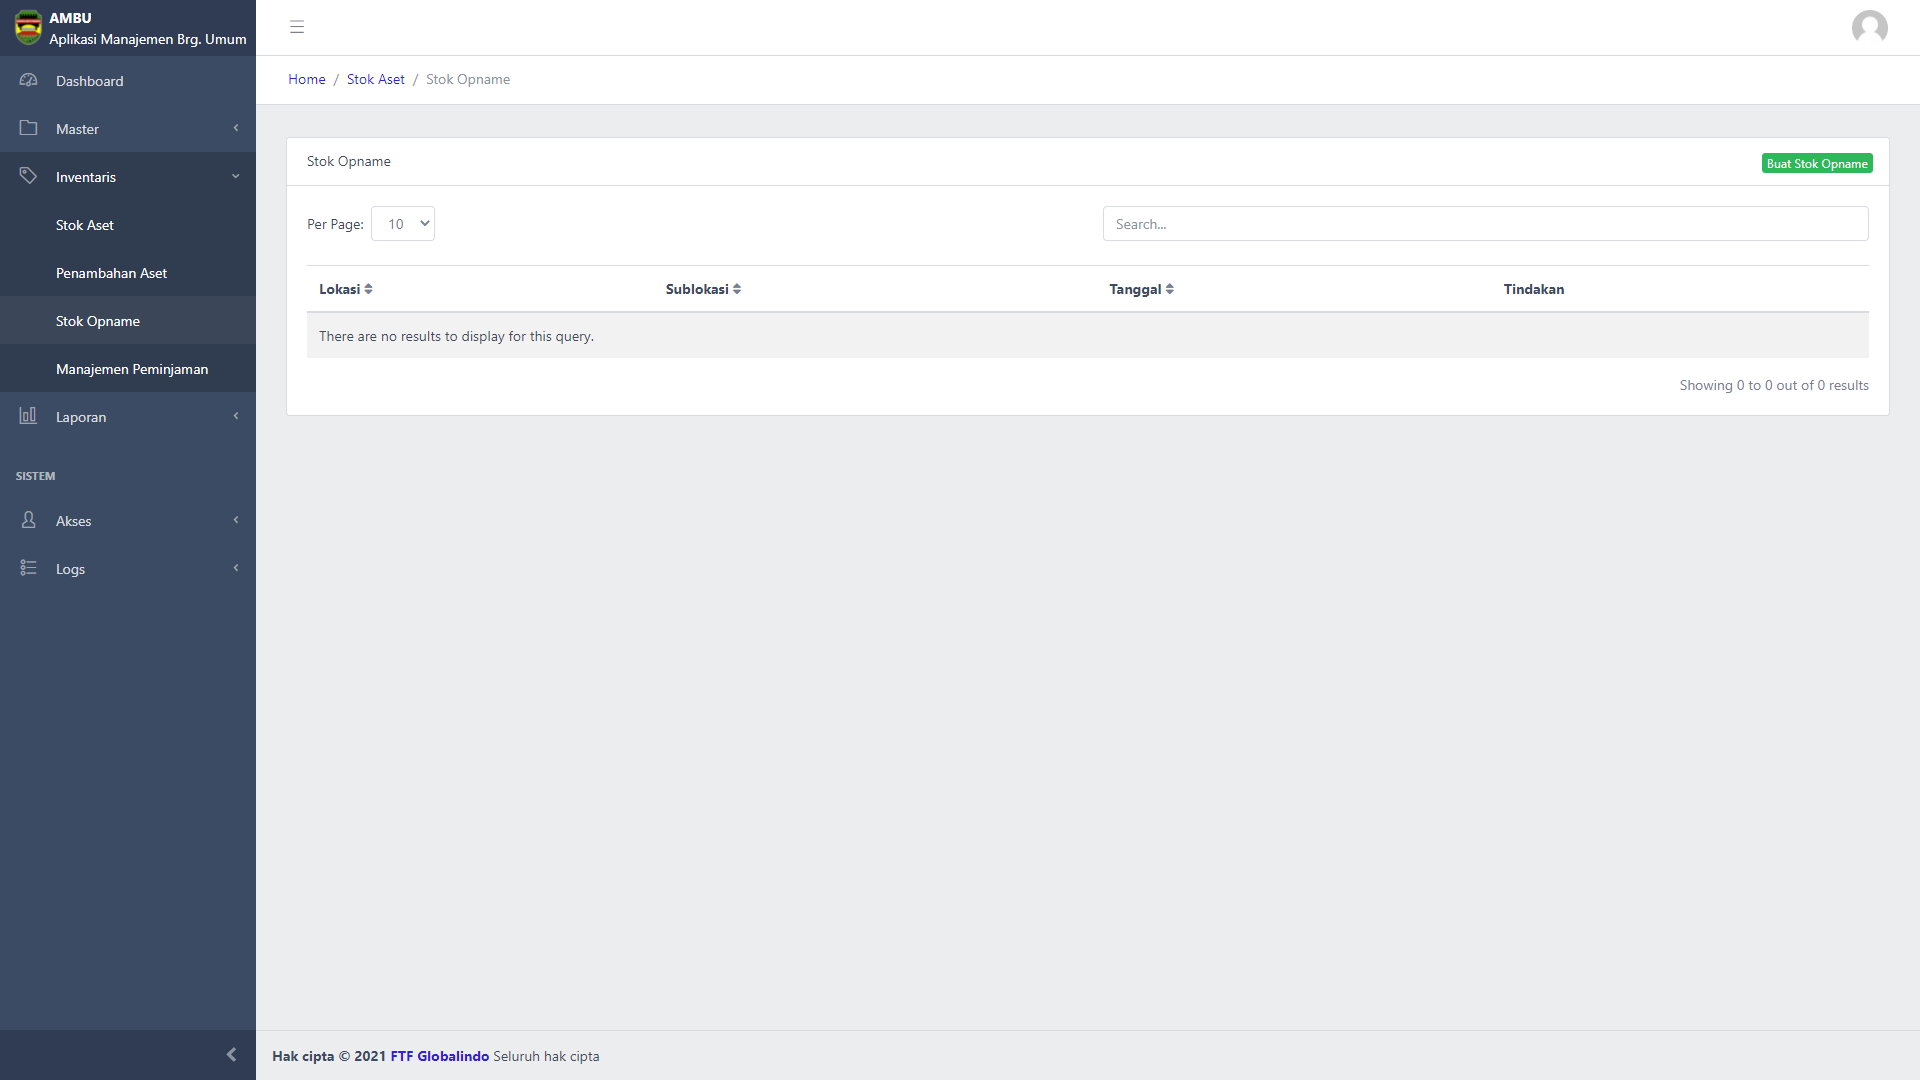 AMBU
Aplikasi Manajemen Brg. Umum
Dashboard
Master
Inventaris
Stok Aset
Penambahan Aset
Stok Opname
Manajemen Peminjaman
Laporan
SISTEM
Akses
Logs
Home / Stok Aset / Stok Opname
Stok Opname
Buat Stok Opname
Per Page: 10
Search...
Lokasi Sublokasi Tanggal Tindakan
There are no results to display for this query.
Showing 0 to 0 out of 0 results
Hak cipta © 2021 FTF Globalindo Seluruh hak cipta